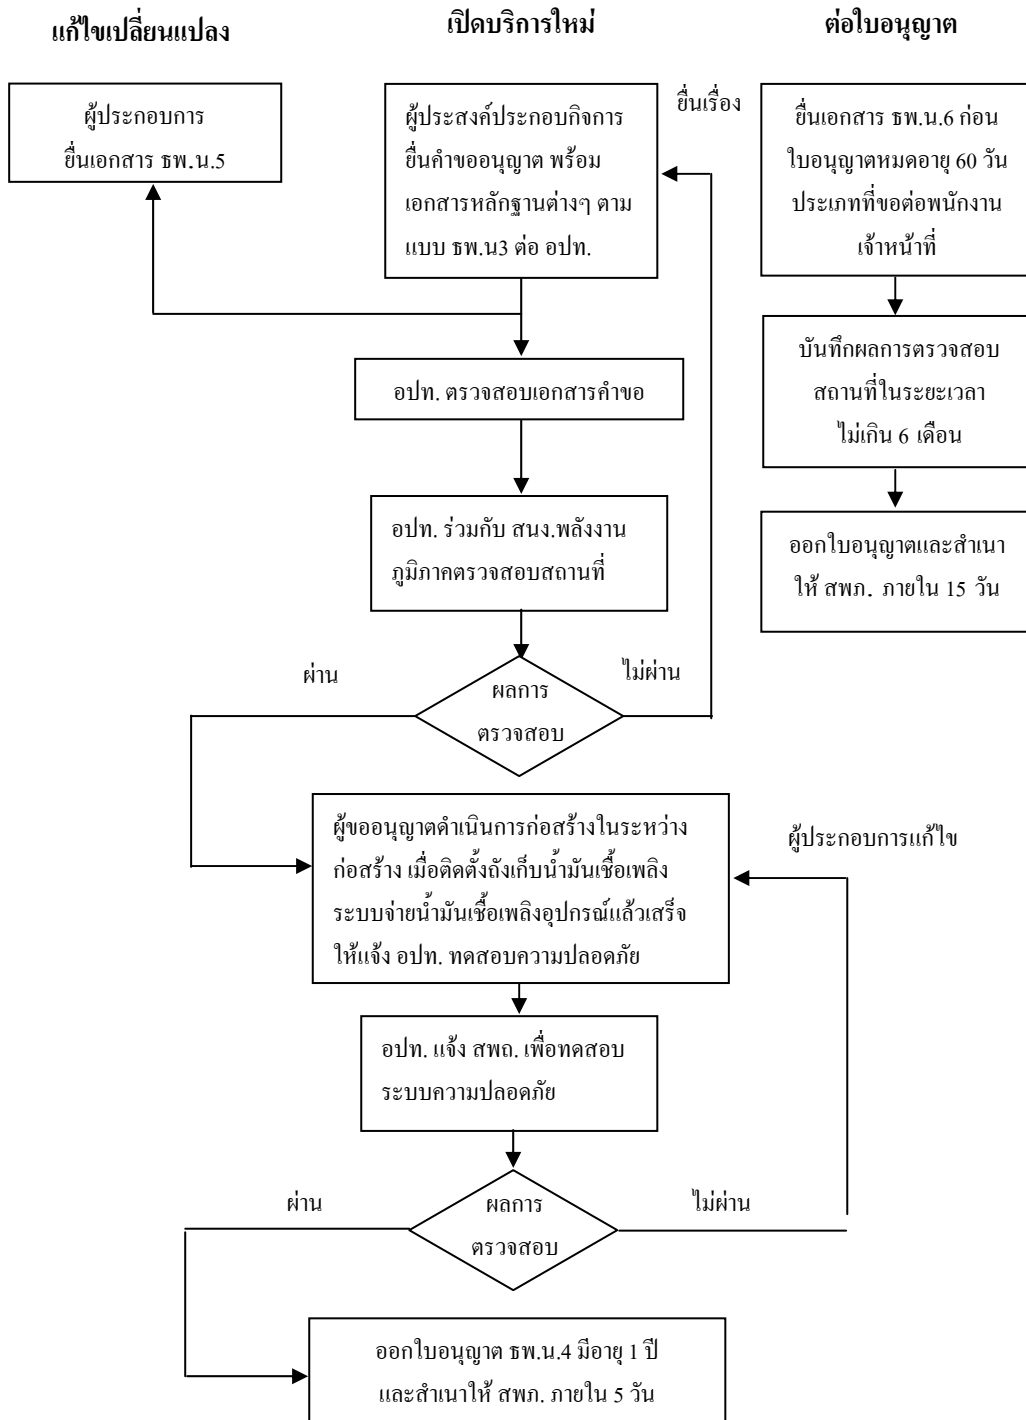 แก้ไขเปลี่ยนแปลง
เปิดบริการใหม่
ต่อใบอนุญาต
ผู้ประกอบการ
ยื่นเอกสาร ธพ.น.5
ผู้ประสงค์ประกอบกิจการ
ยื่นคำขออนุญาต พร้อม
เอกสารหลักฐานต่างๆ ตาม
แบบ ธพ.น3 ต่อ อปท.
ยื่นเรื่อง
ยื่นเอกสาร ธพ.น.6 ก่อน
ใบอนุญาตหมดอายุ 60 วัน
ประเภทที่ขอต่อพนักงาน
เจ้าหน้าที่
บันทึกผลการตรวจสอบ
สถานที่ในระยะเวลา
ไม่เกิน 6 เดือน
ออกใบอนุญาตและสำเนา
ให้ สพภ. ภายใน 15 วัน
อปท. ตรวจสอบเอกสารคำขอ
อปท. ร่วมกับ สนง.พลังงาน
ภูมิภาคตรวจสอบสถานที่
ผ่าน
ผลการ
ตรวจสอบ
ไม่ผ่าน
ผู้ขออนุญาตดำเนินการก่อสร้างในระหว่าง
ก่อสร้าง เมื่อติดตั้งถังเก็บน้ำมันเชื้อเพลิง
ระบบจ่ายน้ำมันเชื้อเพลิงอุปกรณ์แล้วเสร็จ
ให้แจ้ง อปท. ทดสอบความปลอดภัย
ผู้ประกอบการแก้ไข
อปท. แจ้ง สพถ. เพื่อทดสอบ
ระบบความปลอดภัย
ผ่าน
ผลการ
ตรวจสอบ
ไม่ผ่าน
ออกใบอนุญาต ธพ.น.4 มีอายุ 1 ปี
และสำเนาให้ สพภ. ภายใน 5 วัน